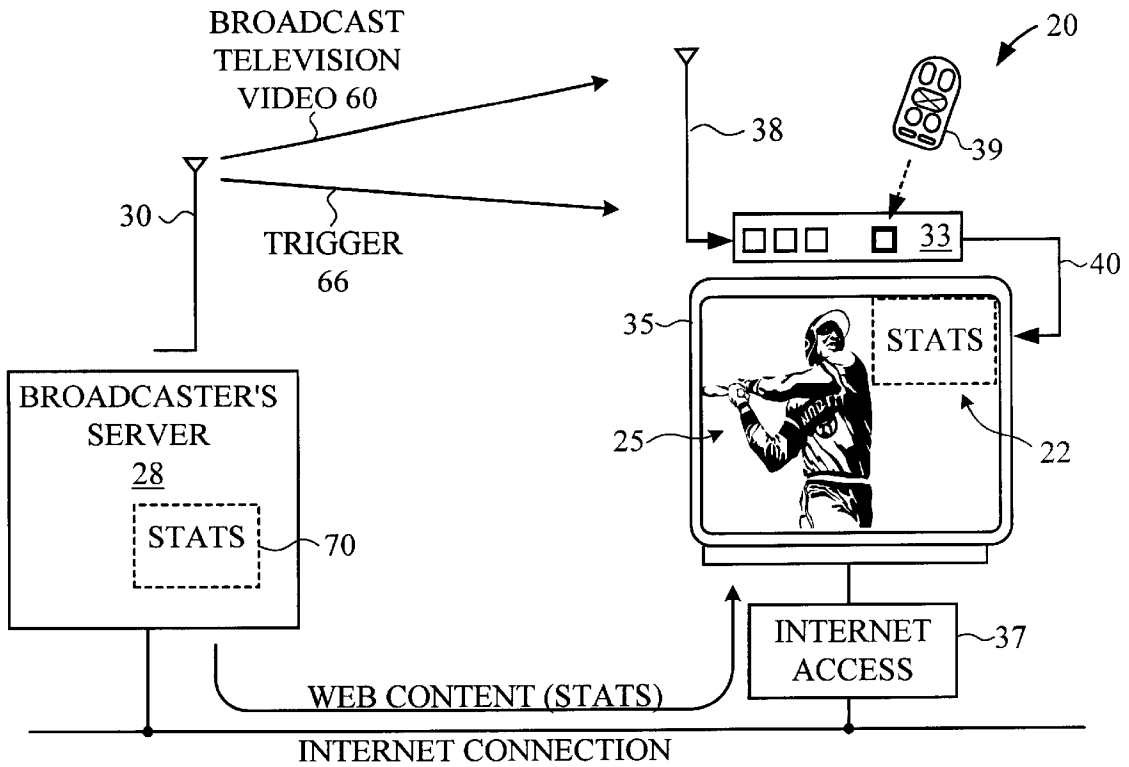 BROADCAST
TELEVISION
VIDEO 60
20
38
39
30
TRIGGER
66
33
40
35
STATS
NORTH
25
22
BROADCASTER'S
SERVER
28
STATS
70
INTERNET
ACCESS
37
WEB CONTENT (STATS)
INTERNET CONNECTION